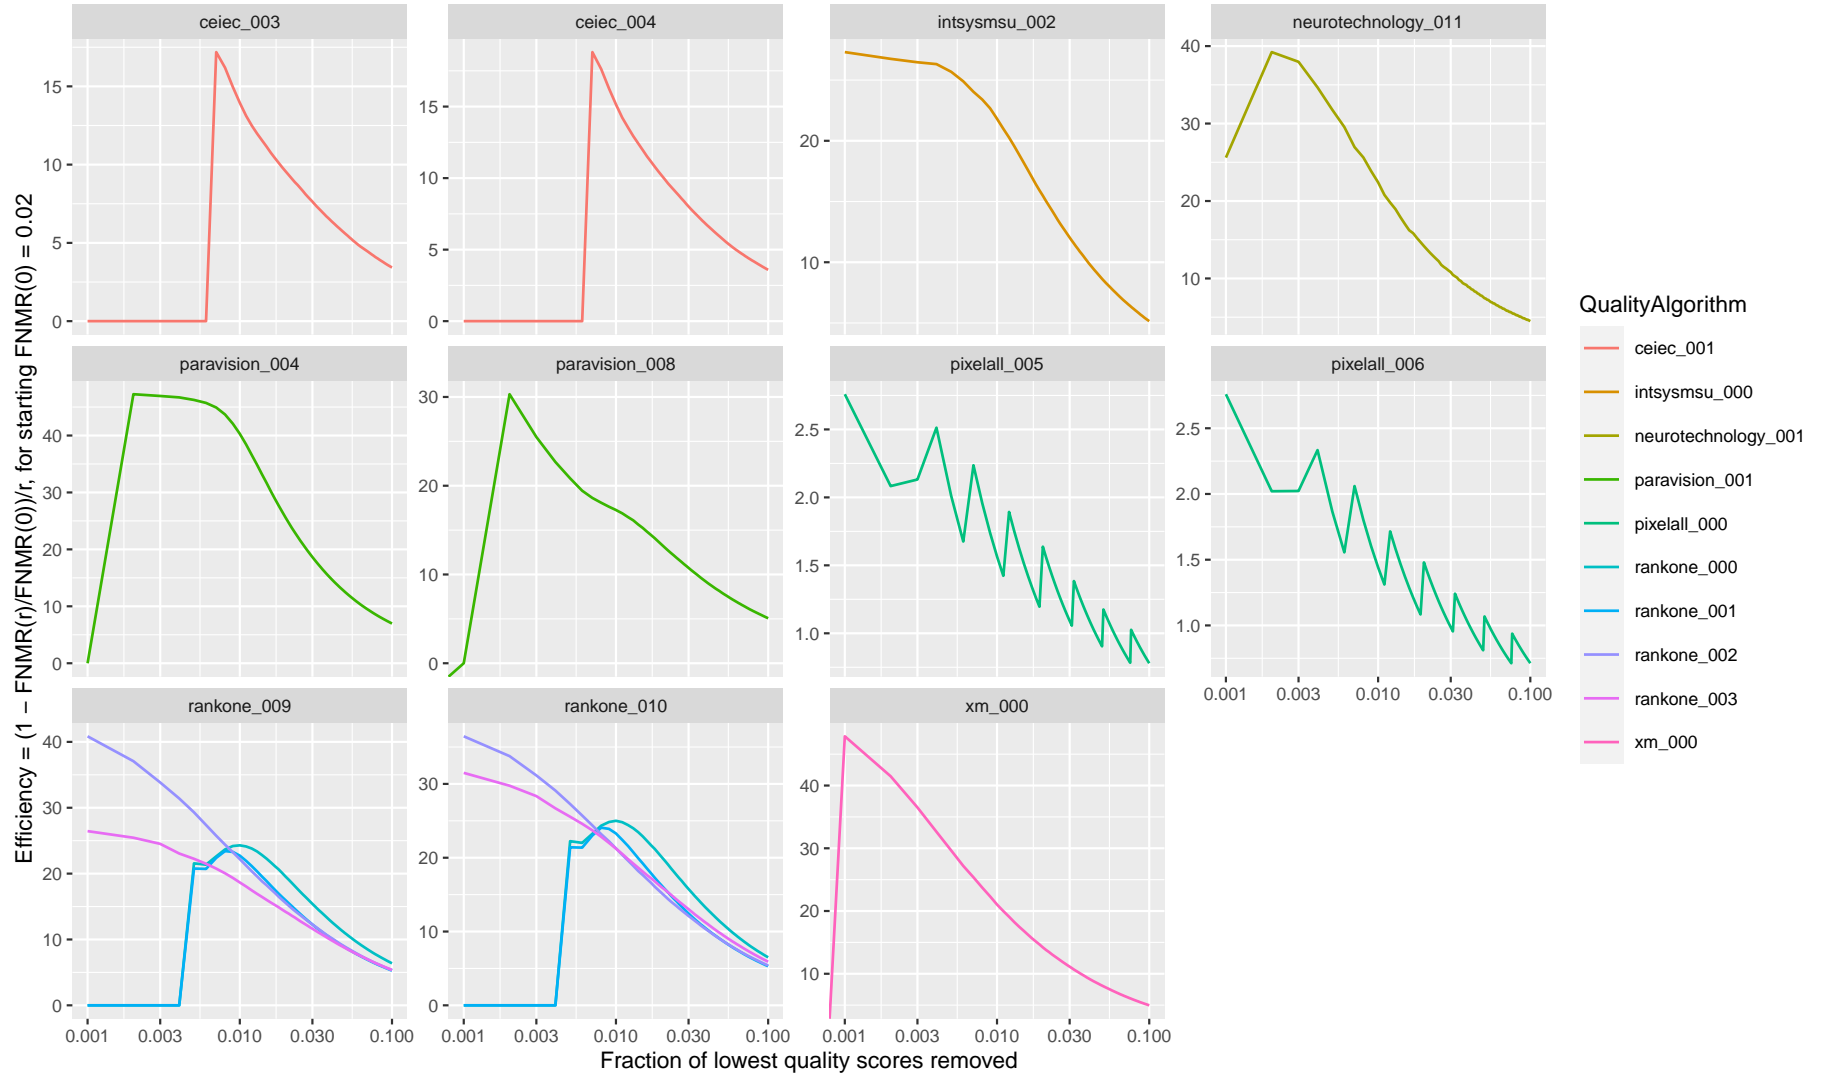 ceiec_003
ceiec_004
intsysmsu_002
neurotechnology_011
15
10
5
0
15
10
5
0
20
10
40
30
20
10
paravision_004
paravision_008
pixelall_005
pixelall_006
40
30
20
10
0
30
20
10
0
2.5
2.0
1.5
1.0
2.5
2.0
1.5
1.0
0.001 0.003 0.010 0.030 0.100
rankone_009
rankone_010
xm_000
40
30
20
10
0
30
20
10
0
40
30
20
10
0.001 0.003 0.010 0.030 0.100
0.001 0.003 0.010 0.030 0.100
0.001 0.003 0.010 0.030 0.100
Fraction of lowest quality scores removed
Efficiency = (1 − FNMR(r)/FNMR(0))/r, for starting FNMR(0) = 0.02
QualityAlgorithm
ceiec_001
intsysmsu_000
neurotechnology_001
paravision_001
pixelall_000
rankone_000
rankone_001
rankone_002
rankone_003
xm_000